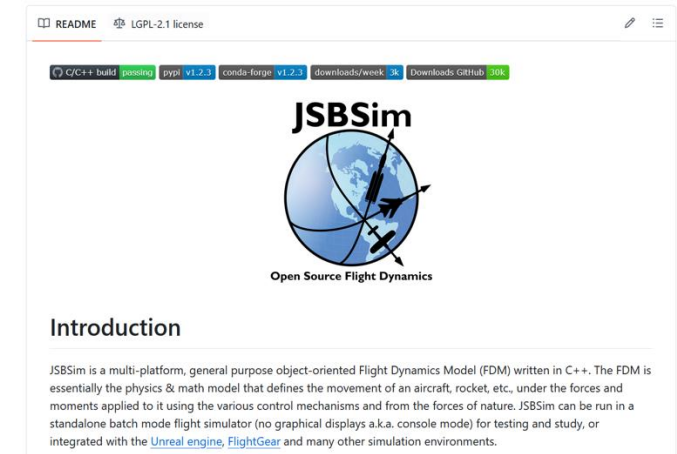 README LGPL-2.1 license
C/C++ build passing pypi v1.2.3 conda-forge v1.2.3 downloads/week 3k Downloads GitHub 30k
JSBSim
Open Source Flight Dynamics
Introduction
JSBSim is a multi-platform, general purpose object-oriented Flight Dynamics Model (FDM) written in C++. The FDM is
essentially the physics & math model that defines the movement of an aircraft, rocket, etc., under the forces and
moments applied to it using the various control mechanisms and from the forces of nature. JSBSim can be run in a
standalone batch mode flight simulator (no graphical displays a.k.a. console mode) for testing and study, or
integrated with the Unreal engine, FlightGear and many other simulation environments.